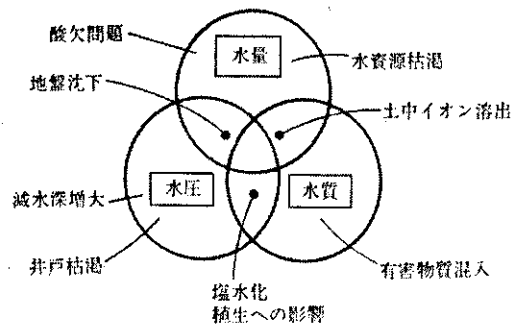 酸欠問題
水量
水資源枯渇
地盤沈下
土中イオン溶出
減水深増大
水圧
水質
井戸枯渇
有害物質混入
塩水化
植生への影響